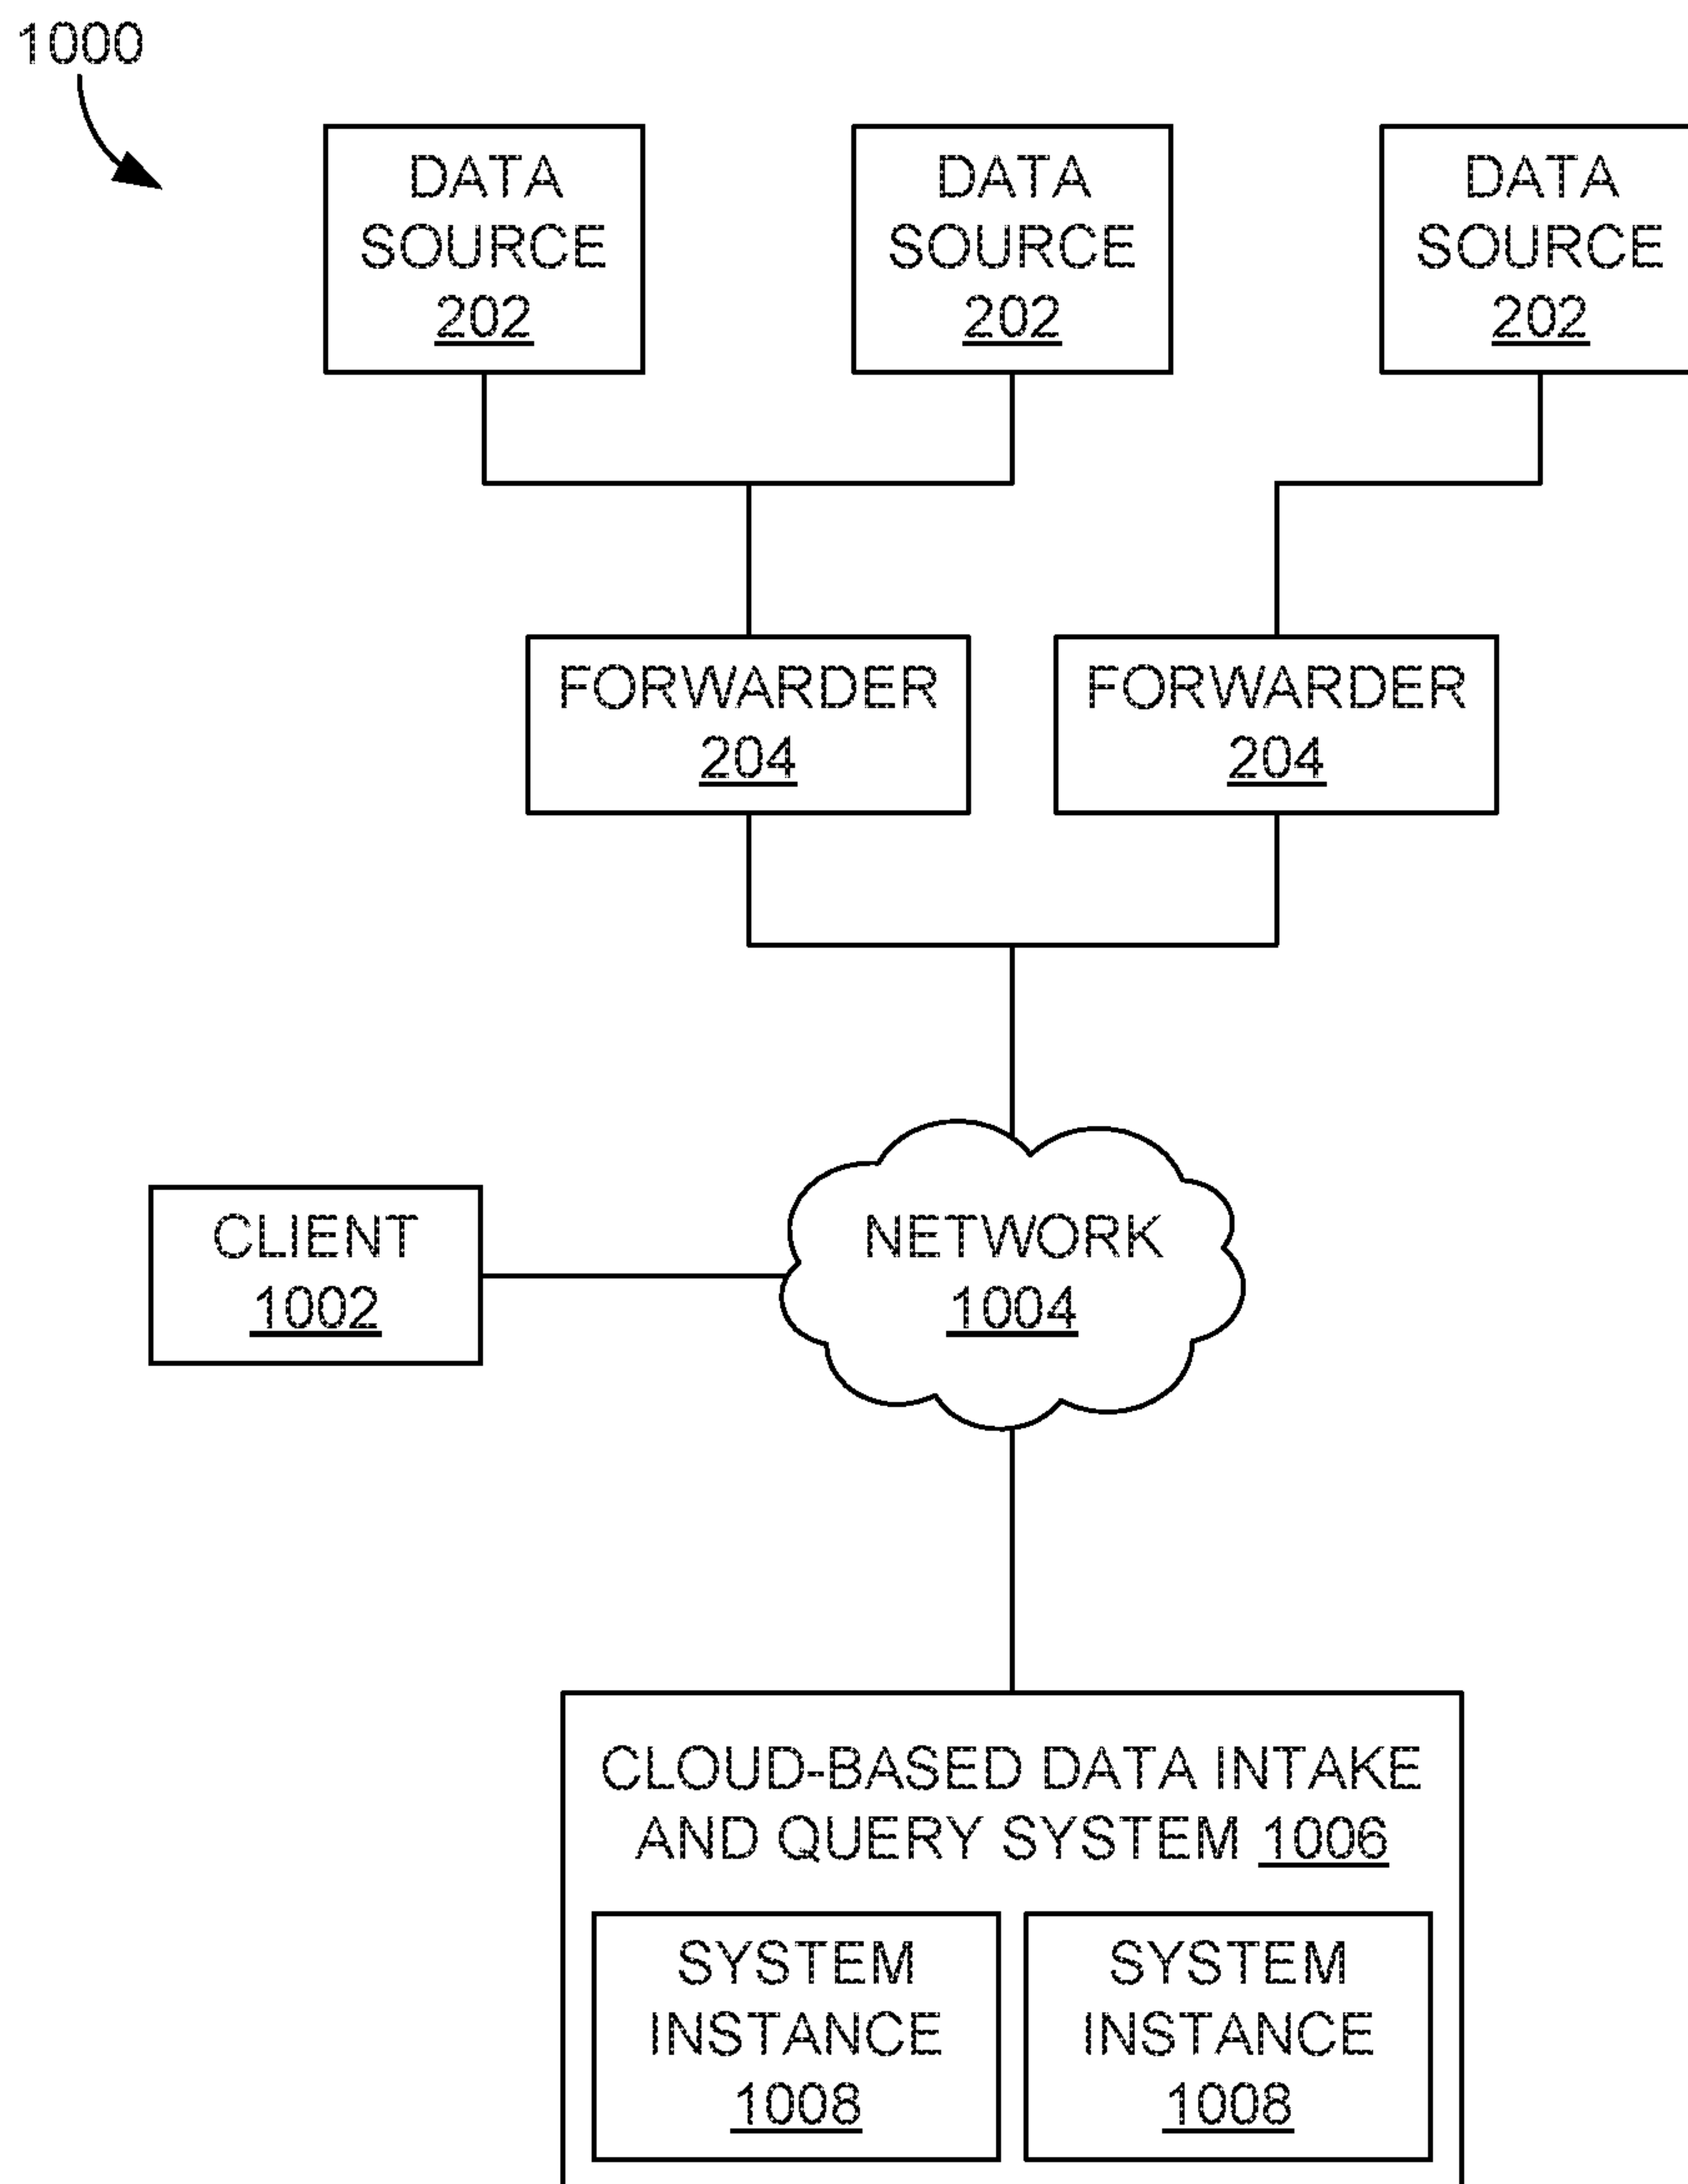 1000
DATA
SOURCE
202
DATA
SOURCE
202
DATA
SOURCE
202
FORWARDER
204
FORWARDER
204
CLIENT
1002
NETWORK
1004
CLOUD-BASED DATA INTAKE
AND QUERY SYSTEM 1006
SYSTEM
INSTANCE
1008
SYSTEM
INSTANCE
1008